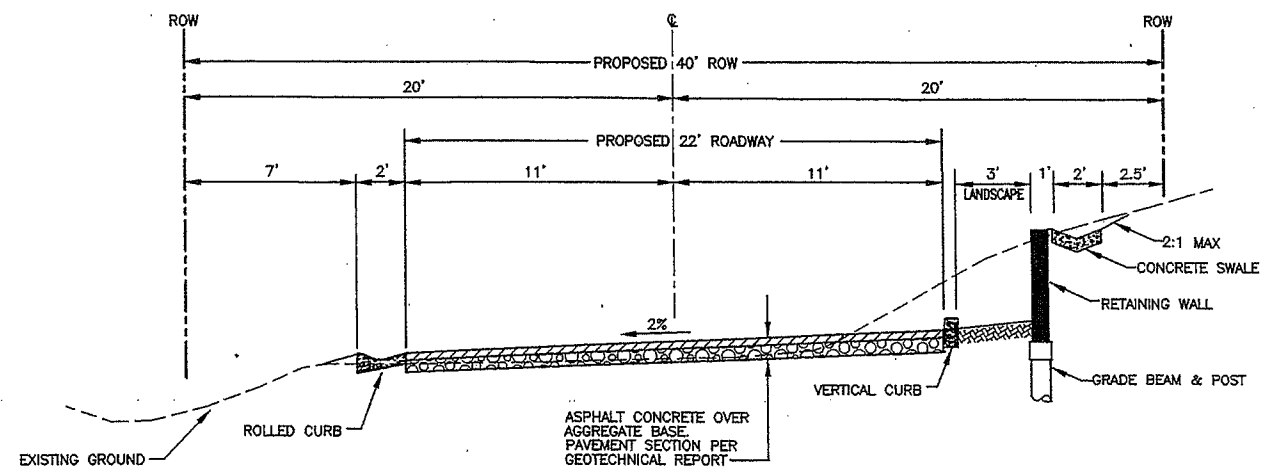 ROW
℄
ROW
PROPOSED 40' ROW
20'
20'
PROPOSED 22' ROADWAY
7'
2'
11'
11'
3'
1'
2'
2.5'
LANDSCAPE
2:1 MAX
CONCRETE SWALE
RETAINING WALL
2%
GRADE BEAM & POST
VERTICAL CURB
ROLLED CURB
EXISTING GROUND
ASPHALT CONCRETE OVER
AGGREGATE BASE.
PAVEMENT SECTION PER
GEOTECHNICAL REPORT